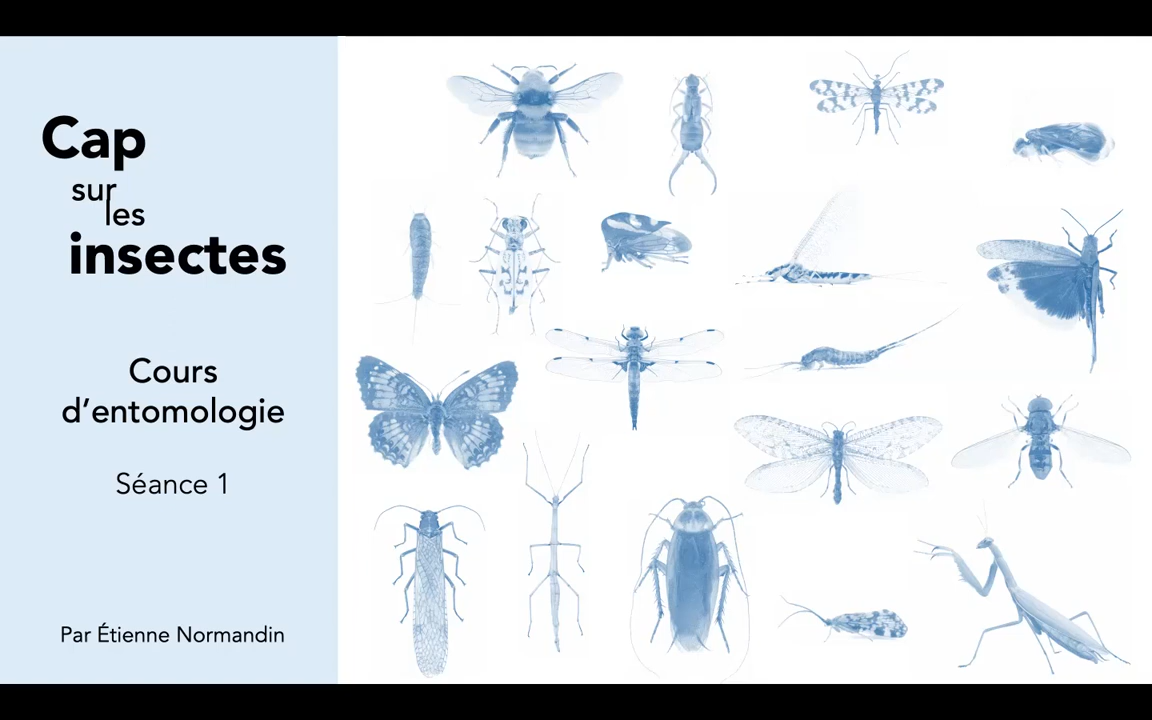 Cap
sur
les
insectes
Cours
d’entomologie
Séance 1
Par Étienne Normandin